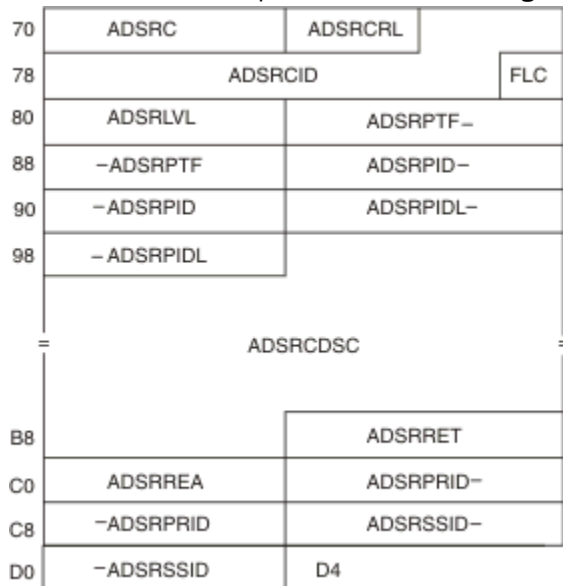 70 ADSRC ADSRCRL
78 ADSRCID FLC
80 ADSRLVL ADSRPTF–
88 –ADSRPTF ADSRPID–
90 –ADSRPID ADSRPIDL–
98 –ADSRPIDL
= ADSRCDSC =
B8 ADSRRET
C0 ADSRREA ADSRPRID–
C8 –ADSRPRID ADSRSSID–
D0 –ADSRSSID D4